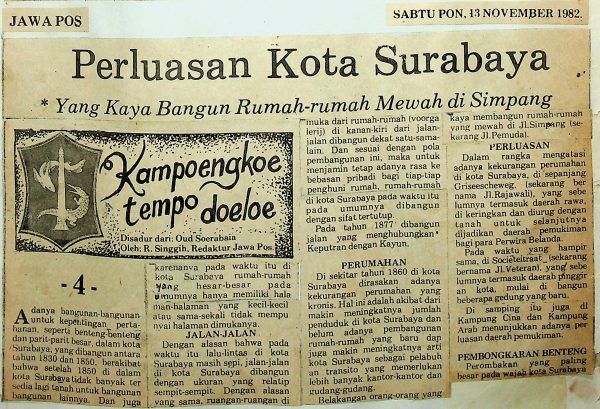 JAWA POS
SABTU PON, 13 NOVEMBER 1982.
Perluasan Kota Surabaya
* Yang Kaya Bangun Rumah-rumah Mewah di Simpang
Kampoengkoe
tempo doeloe
Disadur dari: Oud Soerabaia
Oleh: R. Singgih, Redaktur Jawa Pos.
- 4 -
Adanya bangunan-bangunan
untuk kepentingan perta-
hanan, seperti benteng-benteng
dan parit-parit besar, dalam kota
Surabaya, yang dibangun antara
tahun 1830 dan 1850, berakibat
bahwa setelah 1850 di dalam
kota Surabaya tidak banyak ter
sedia lagi tanah untuk bangunan
bangunan lainnya. Dan juga
karenanya pada waktu itu di
kota Surabaya rumah-rumah
yang besar-besar pada
umumnya hanya memiliki hala
man-halaman yang kecil-kecil
atau sama-sekali tidak mempu
nyai halaman dimukanya.
JALAN-JALAN
Dengan alasan bahwa pada
waktu itu lalu-lintas di kota
Surabaya masih sepi, jalan-jalan
di kota Surabaya dibangun
dengan ukuran yang relatip
sempit-sempit. Dengan alasan
yang sama, ruangan-ruangan di
muka dari rumah-rumah (voorga
lerij) di kanan-kiri dari jalan-
jalan dibangun dekat satu-sama-
lain. Dan sesuai dengan pola
pembangunan ini, maka untuk
menjamin tetap adanya rasa ke
bebasan pribadi bagi tiap-tiap
penghuni rumah, rumah-rumah
di kota Surabaya pada waktu itu
pada umumnya dibangun
dengan sifat tertutup.
Pada tahun 1877 dibangun
jalan yang menghubungkan
Keputran dengan Kayun.
PERUMAHAN
Di sekitar tahun 1860 di kota
Surabaya dirasakan adanya
kekurangan perumahan yang
kronis. Hal ini adalah akibat dari
makin meningkatnya jumlah
penduduk di kota Surabaya dan
belum adanya pembangunan
rumah-rumah yang baru dap
juga makin meningkatnya arti
kota Surabaya sebagai pelabuh
an transito yang memerlukan
lebih banyak kantor-kantor da
gudang-gudang.
Belakangan orang-orang yang
kaya membangun rumah-rumah
yang mewah di Jl.Simpang (se-
karang Jl.Pemuda).
PERLUASAN
Dalam rangka mengatasi
adanya kekurangan perumahan
di kota Surabaya, di sepanjang
Griseescheweg, (sekarang ber
nama Jl.Rajawali), yang sebe
lumnya termasuk daerah rawa,
di keringkan dan diurug dengan
tanah untuk selanjutnya
dijadikan daerah pemukiman
bagi para Perwira Belanda.
Pada waktu yang hampir
sama, di Societeitraat (sekarang
bernama Jl.Veteran), yang sebe
lumnya termasuk daerah pinggir
an kota, mulai di bangun
beberapa gedung yang baru.
Di samping itu juga di
Kampung Cina dan Kampung
Arab menunjukkan adanya per
luasan daerah pemukiman.
PEMBONGKARAN BENTENG
Perombakan yang paling
besar pada wajah kota Surabaya